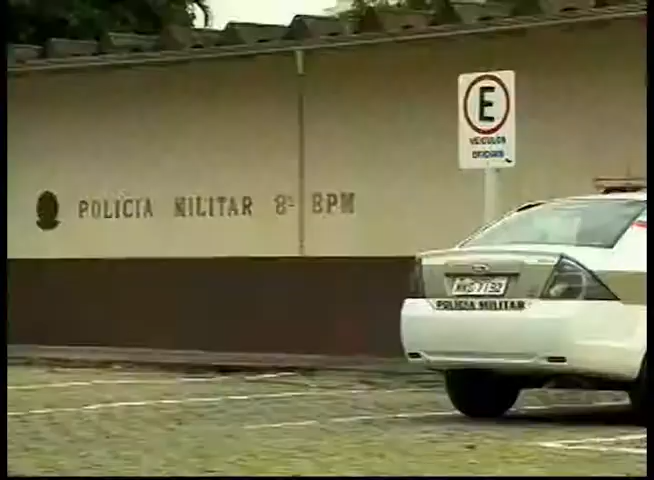 POLICIA MILITAR 8º BPM
E
VEICULOS
OFICIAIS
POLICIA MILITAR